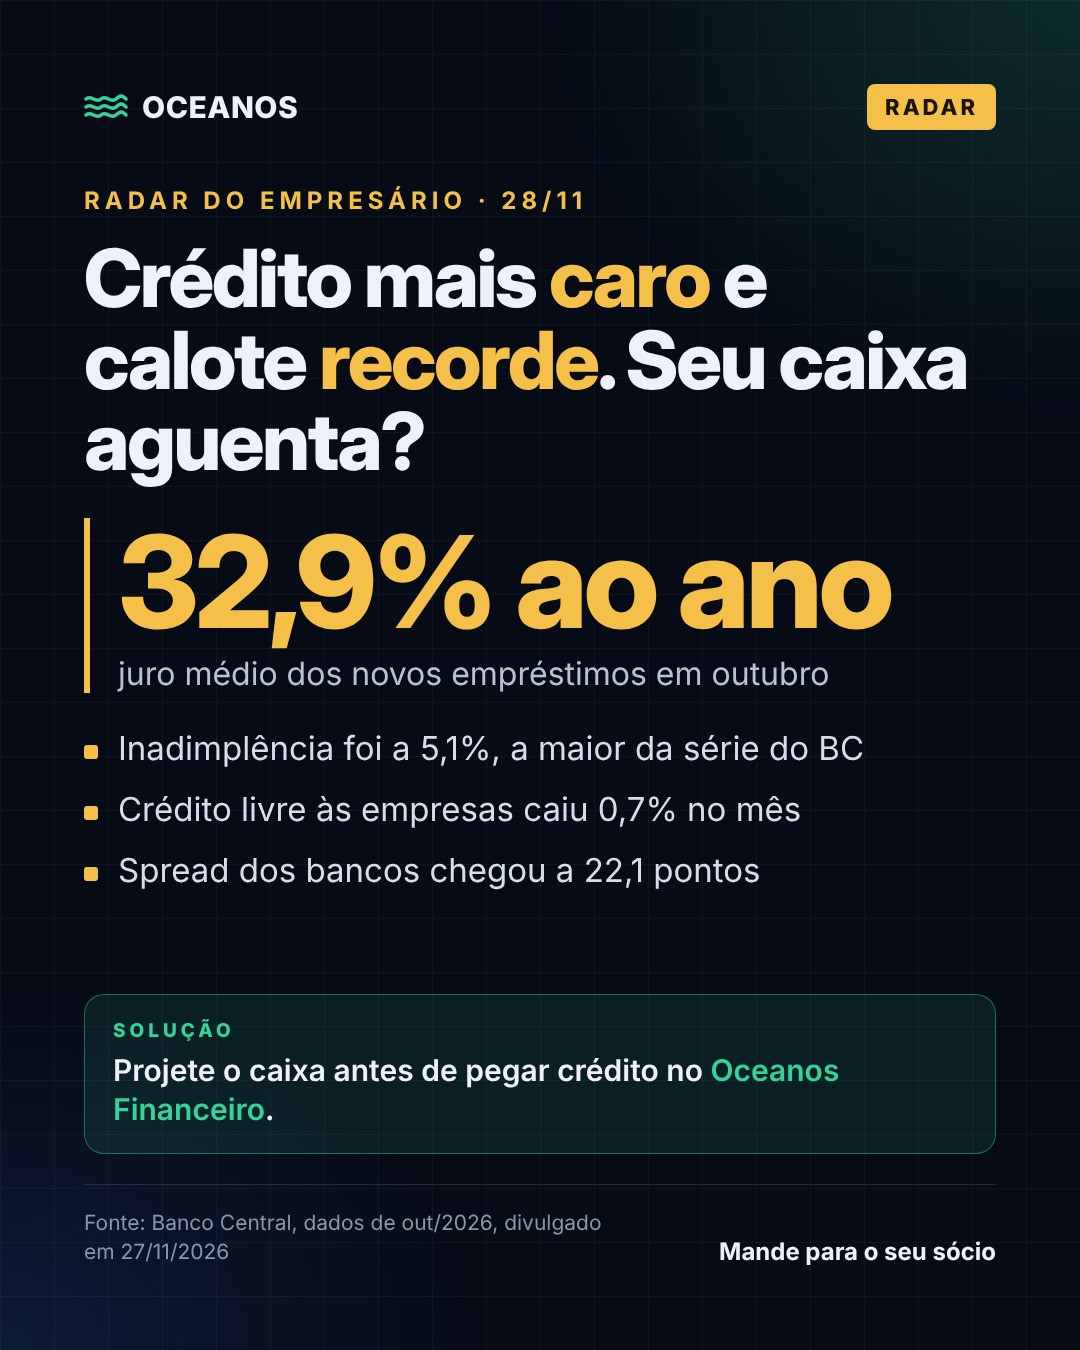 OCEANOS
RADAR
RADAR DO EMPRESÁRIO · 28/11
Crédito mais caro e
calote recorde. Seu caixa
aguenta?
32,9% ao ano
juro médio dos novos empréstimos em outubro
Inadimplência foi a 5,1%, a maior da série do BC
Crédito livre às empresas caiu 0,7% no mês
Spread dos bancos chegou a 22,1 pontos
SOLUÇÃO
Projete o caixa antes de pegar crédito no Oceanos
Financeiro.
Fonte: Banco Central, dados de out/2026, divulgado
em 27/11/2026
Mande para o seu sócio